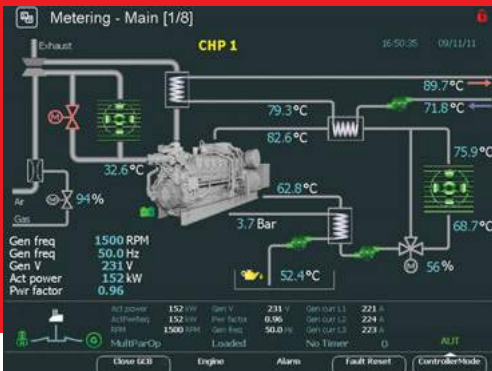 Metering - Main [1/8]
Exhaust
CHP 1
16:50:35 09/11/11
89.7°C
79.3°C
71.8°C
M
82.6°C
75.9°C
32.6°C
62.8°C
Air
M
94%
Gas
3.7 Bar
68.7°C
Gen freq 1500 RPM
Gen freq 50.0 Hz
Gen V 231 V
Act power 152 kW
Pwr factor 0.96
52.4°C
M
56 %
Act power 152 kW Gen V 231 V Gen curr L1 221 A
ActPwrReq 152 kW Pwr factor 0.96 Gen curr L2 224 A
RPM 1500 RPM Gen freq 50.0 Hz Gen curr L3 223 A
MultParOp Loaded No Timer 0 AUT
Close GCB Engine Alarm Fault Reset ControllerMode